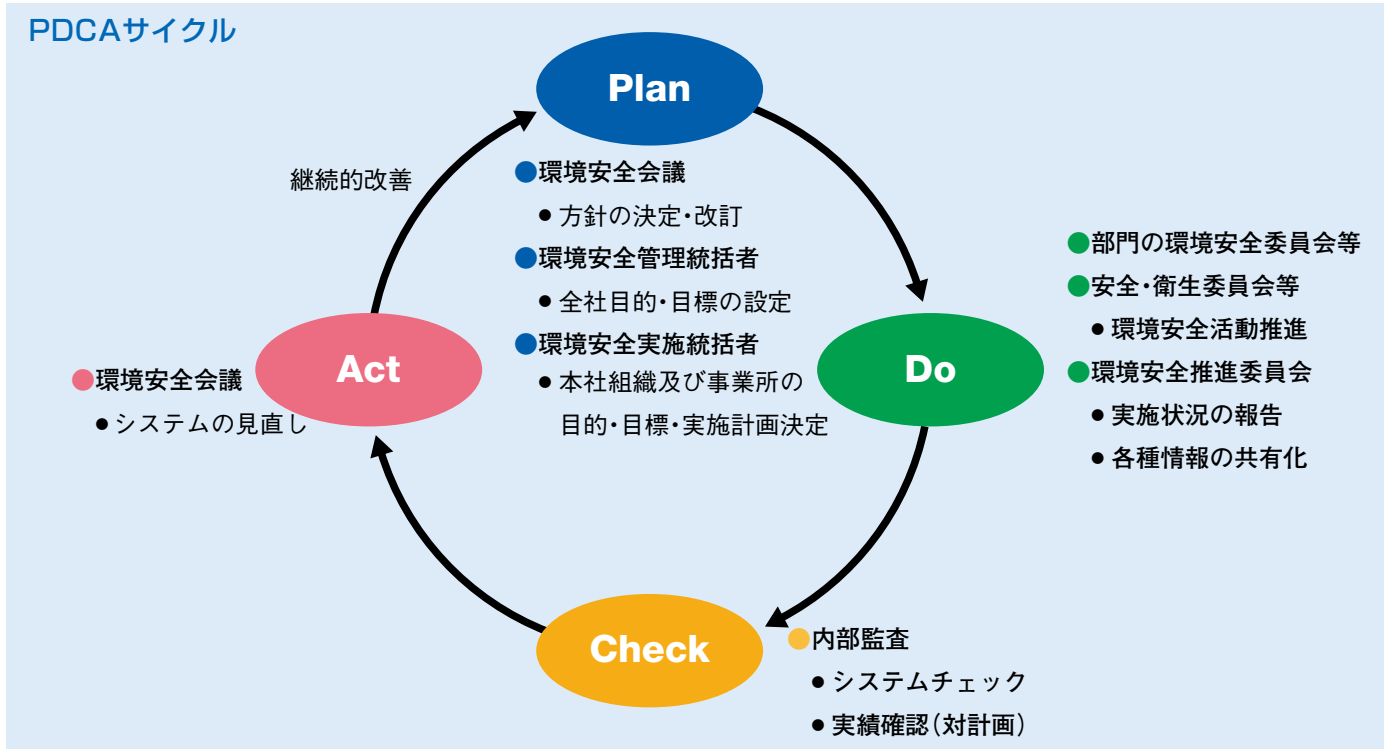 PDCAサイクル
Plan
●環境安全会議
● 方針の決定・改訂
●環境安全管理統括者
● 全社目的・目標の設定
●環境安全実施統括者
● 本社組織及び事業所の
目的・目標・実施計画決定
Do
●部門の環境安全委員会等
●安全・衛生委員会等
● 環境安全活動推進
●環境安全推進委員会
● 実施状況の報告
● 各種情報の共有化
Check
●内部監査
● システムチェック
● 実績確認(対計画)
Act
●環境安全会議
● システムの見直し
継続的改善